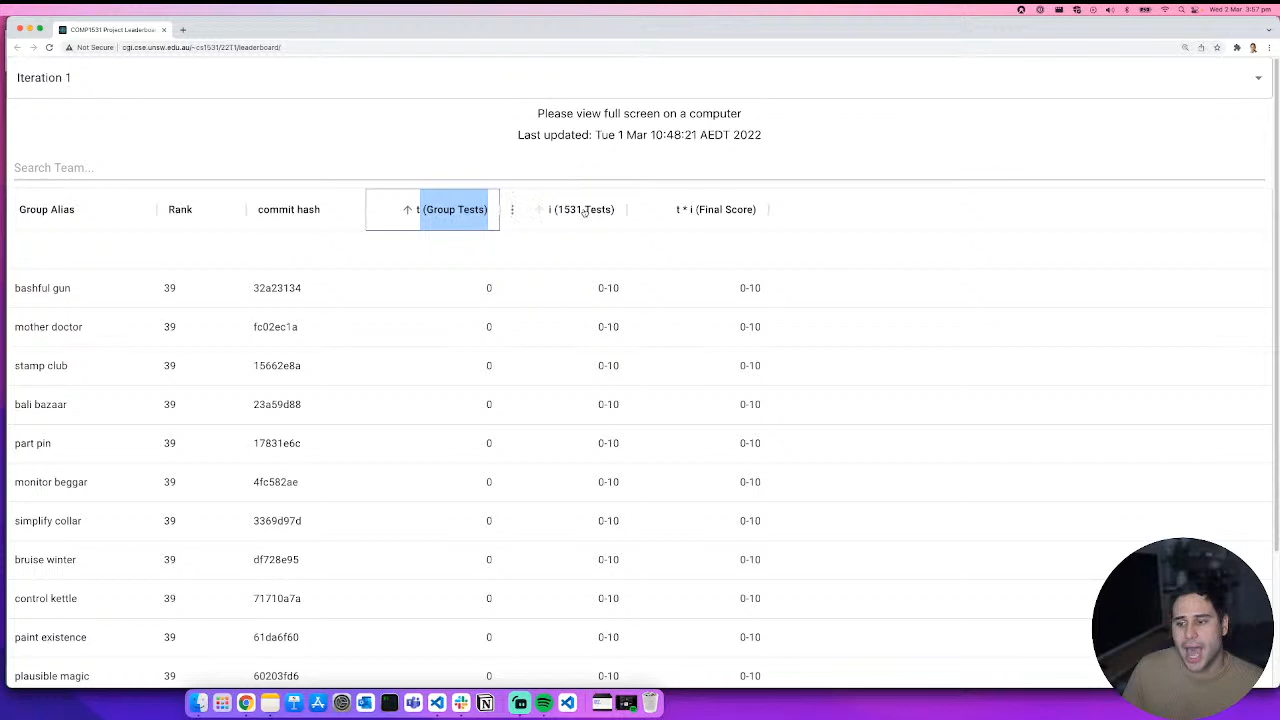 Wed 2 Mar 3:57 pm
COMP1531 Project Leaderboa
Not Secure
cgi.cse.unsw.edu.au/~cs1531/22T1/leaderboard/
Iteration 1
Please view full screen on a computer
Last updated: Tue 1 Mar 10:48:21 AEDT 2022
Search Team...
Group Alias Rank commit hash t (Group Tests) i (1531 Tests) t * i (Final Score)
bashful gun 39 32a23134 0 0-10 0-10
mother doctor 39 fc02ec1a 0 0-10 0-10
stamp club 39 15662e8a 0 0-10 0-10
bali bazaar 39 23a59d88 0 0-10 0-10
part pin 39 17831e6c 0 0-10 0-10
monitor beggar 39 4fc582ae 0 0-10 0-10
simplify collar 39 3369d97d 0 0-10 0-10
bruise winter 39 df728e95 0 0-10 0-10
control kettle 39 71710a7a 0 0-10 0-10
paint existence 39 61da6f60 0 0-10 0-10
plausible magic 39 60203fd6 0 0-10 0-10